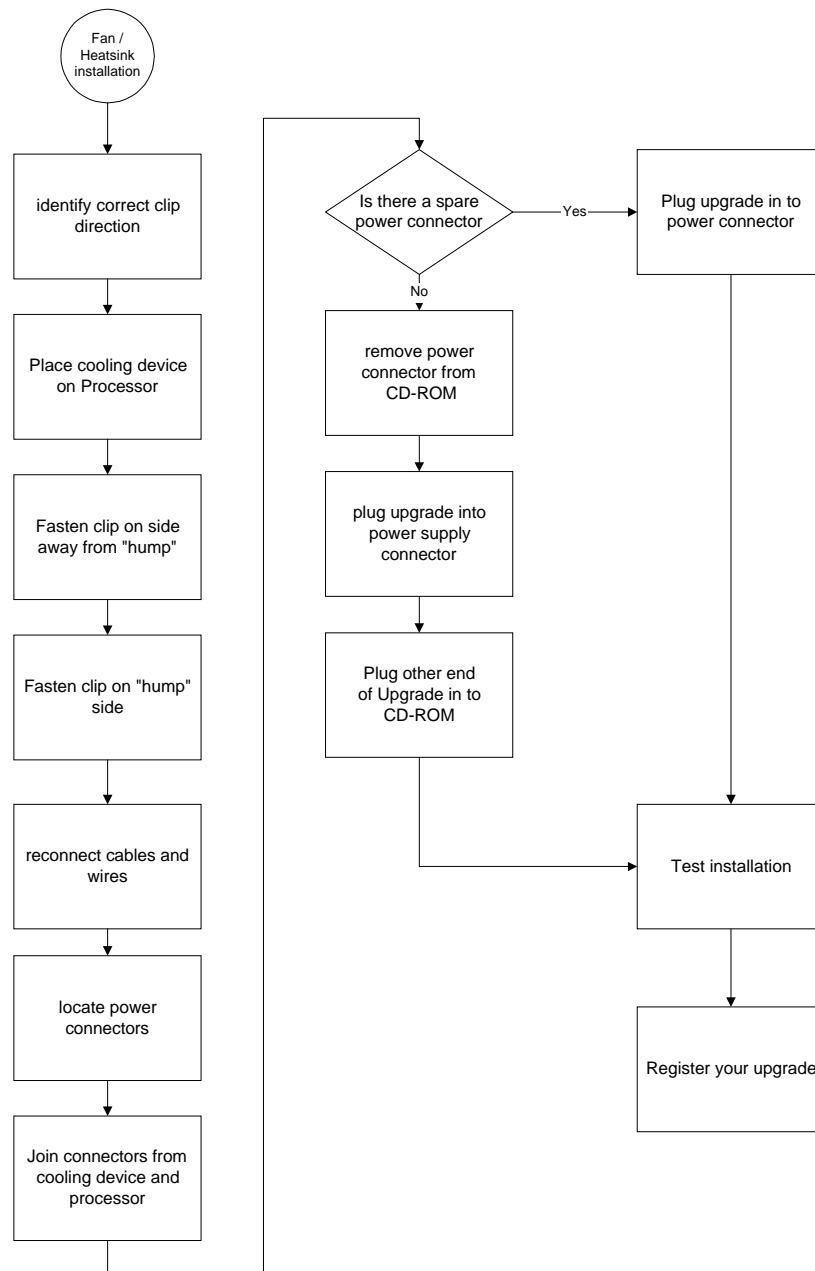 Fan /
Heatsink
installation
identify correct clip
direction
Place cooling device
on Processor
Fasten clip on side
away from "hump"
Fasten clip on "hump"
side
reconnect cables and
wires
locate power
connectors
Join connectors from
cooling device and
processor
Is there a spare
power connector
Yes
Plug upgrade in to
power connector
No
remove power
connector from
CD-ROM
plug upgrade into
power supply
connector
Plug other end
of Upgrade in to
CD-ROM
Test installation
Register your upgrade